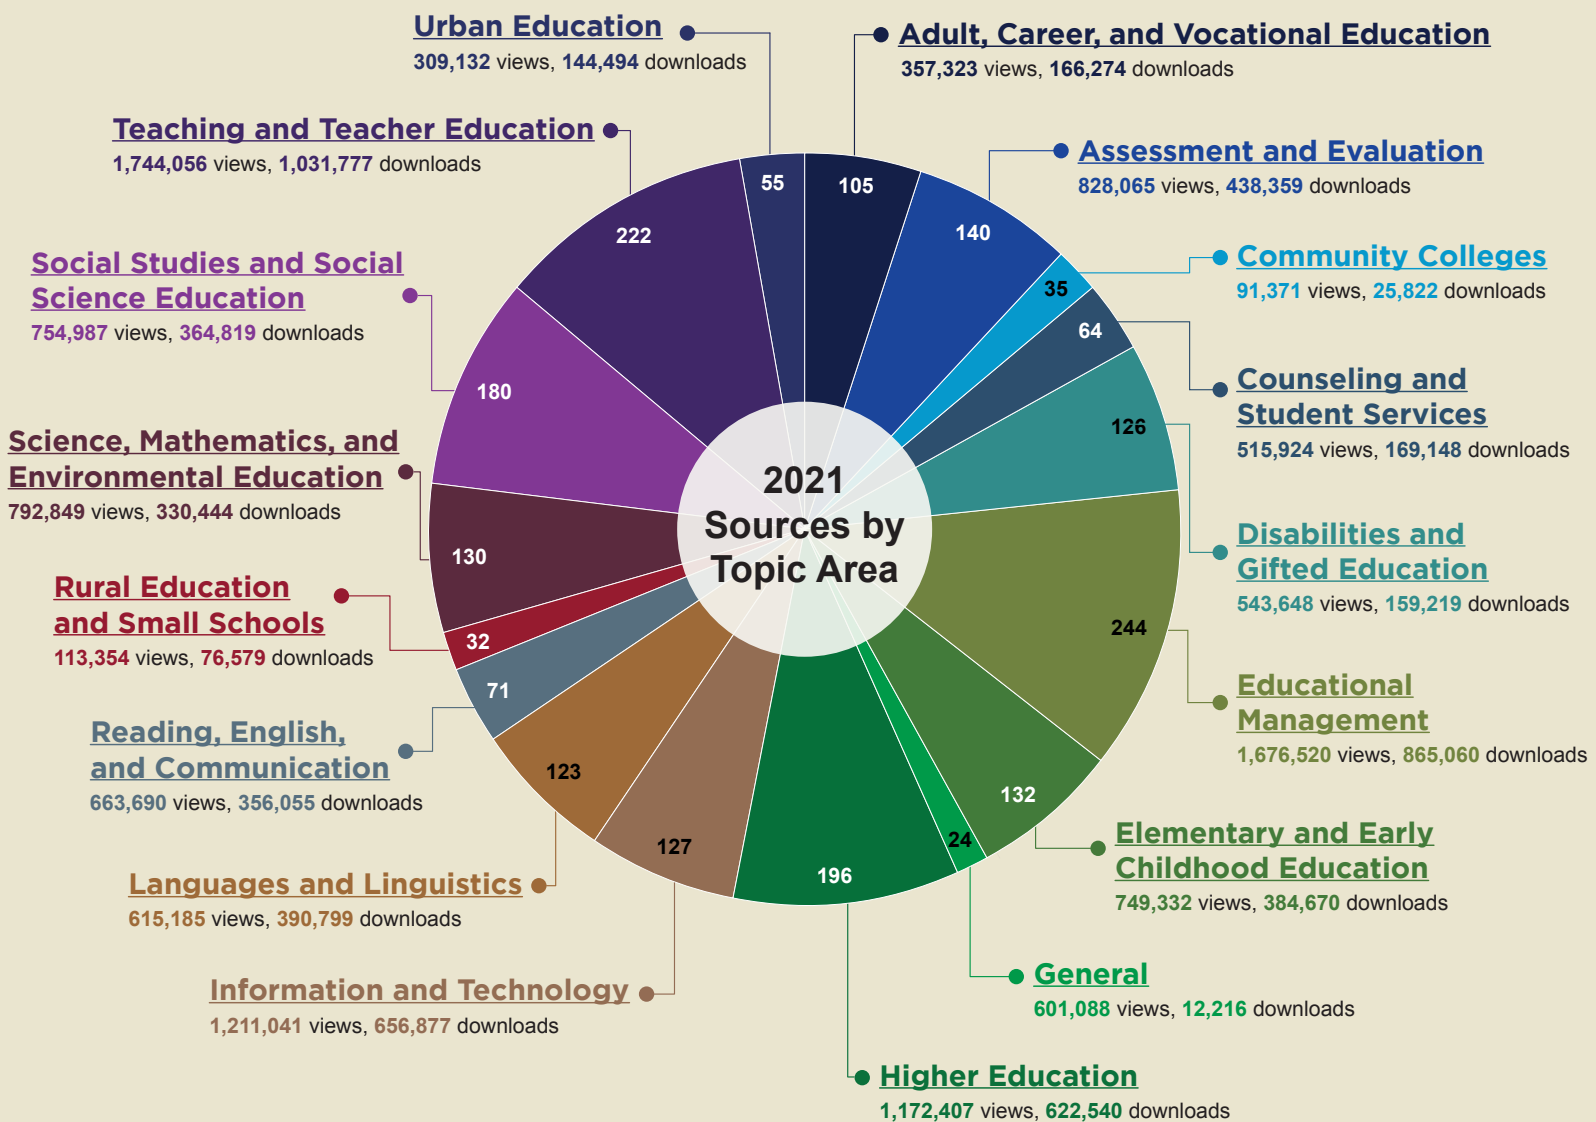 Urban Education
309,132 views, 144,494 downloads
Adult, Career, and Vocational Education
357,323 views, 166,274 downloads
Teaching and Teacher Education
1,744,056 views, 1,031,777 downloads
Assessment and Evaluation
828,065 views, 438,359 downloads
Social Studies and Social
Science Education
754,987 views, 364,819 downloads
Community Colleges
91,371 views, 25,822 downloads
Counseling and
Student Services
515,924 views, 169,148 downloads
Science, Mathematics, and
Environmental Education
792,849 views, 330,444 downloads
Disabilities and
Gifted Education
543,648 views, 159,219 downloads
Rural Education
and Small Schools
113,354 views, 76,579 downloads
Educational
Management
1,676,520 views, 865,060 downloads
Reading, English,
and Communication
663,690 views, 356,055 downloads
Elementary and Early
Childhood Education
749,332 views, 384,670 downloads
Languages and Linguistics
615,185 views, 390,799 downloads
General
601,088 views, 12,216 downloads
Information and Technology
1,211,041 views, 656,877 downloads
Higher Education
1,172,407 views, 622,540 downloads
2021
Sources by
Topic Area
105
140
35
64
126
244
132
24
196
127
123
71
32
130
180
222
55